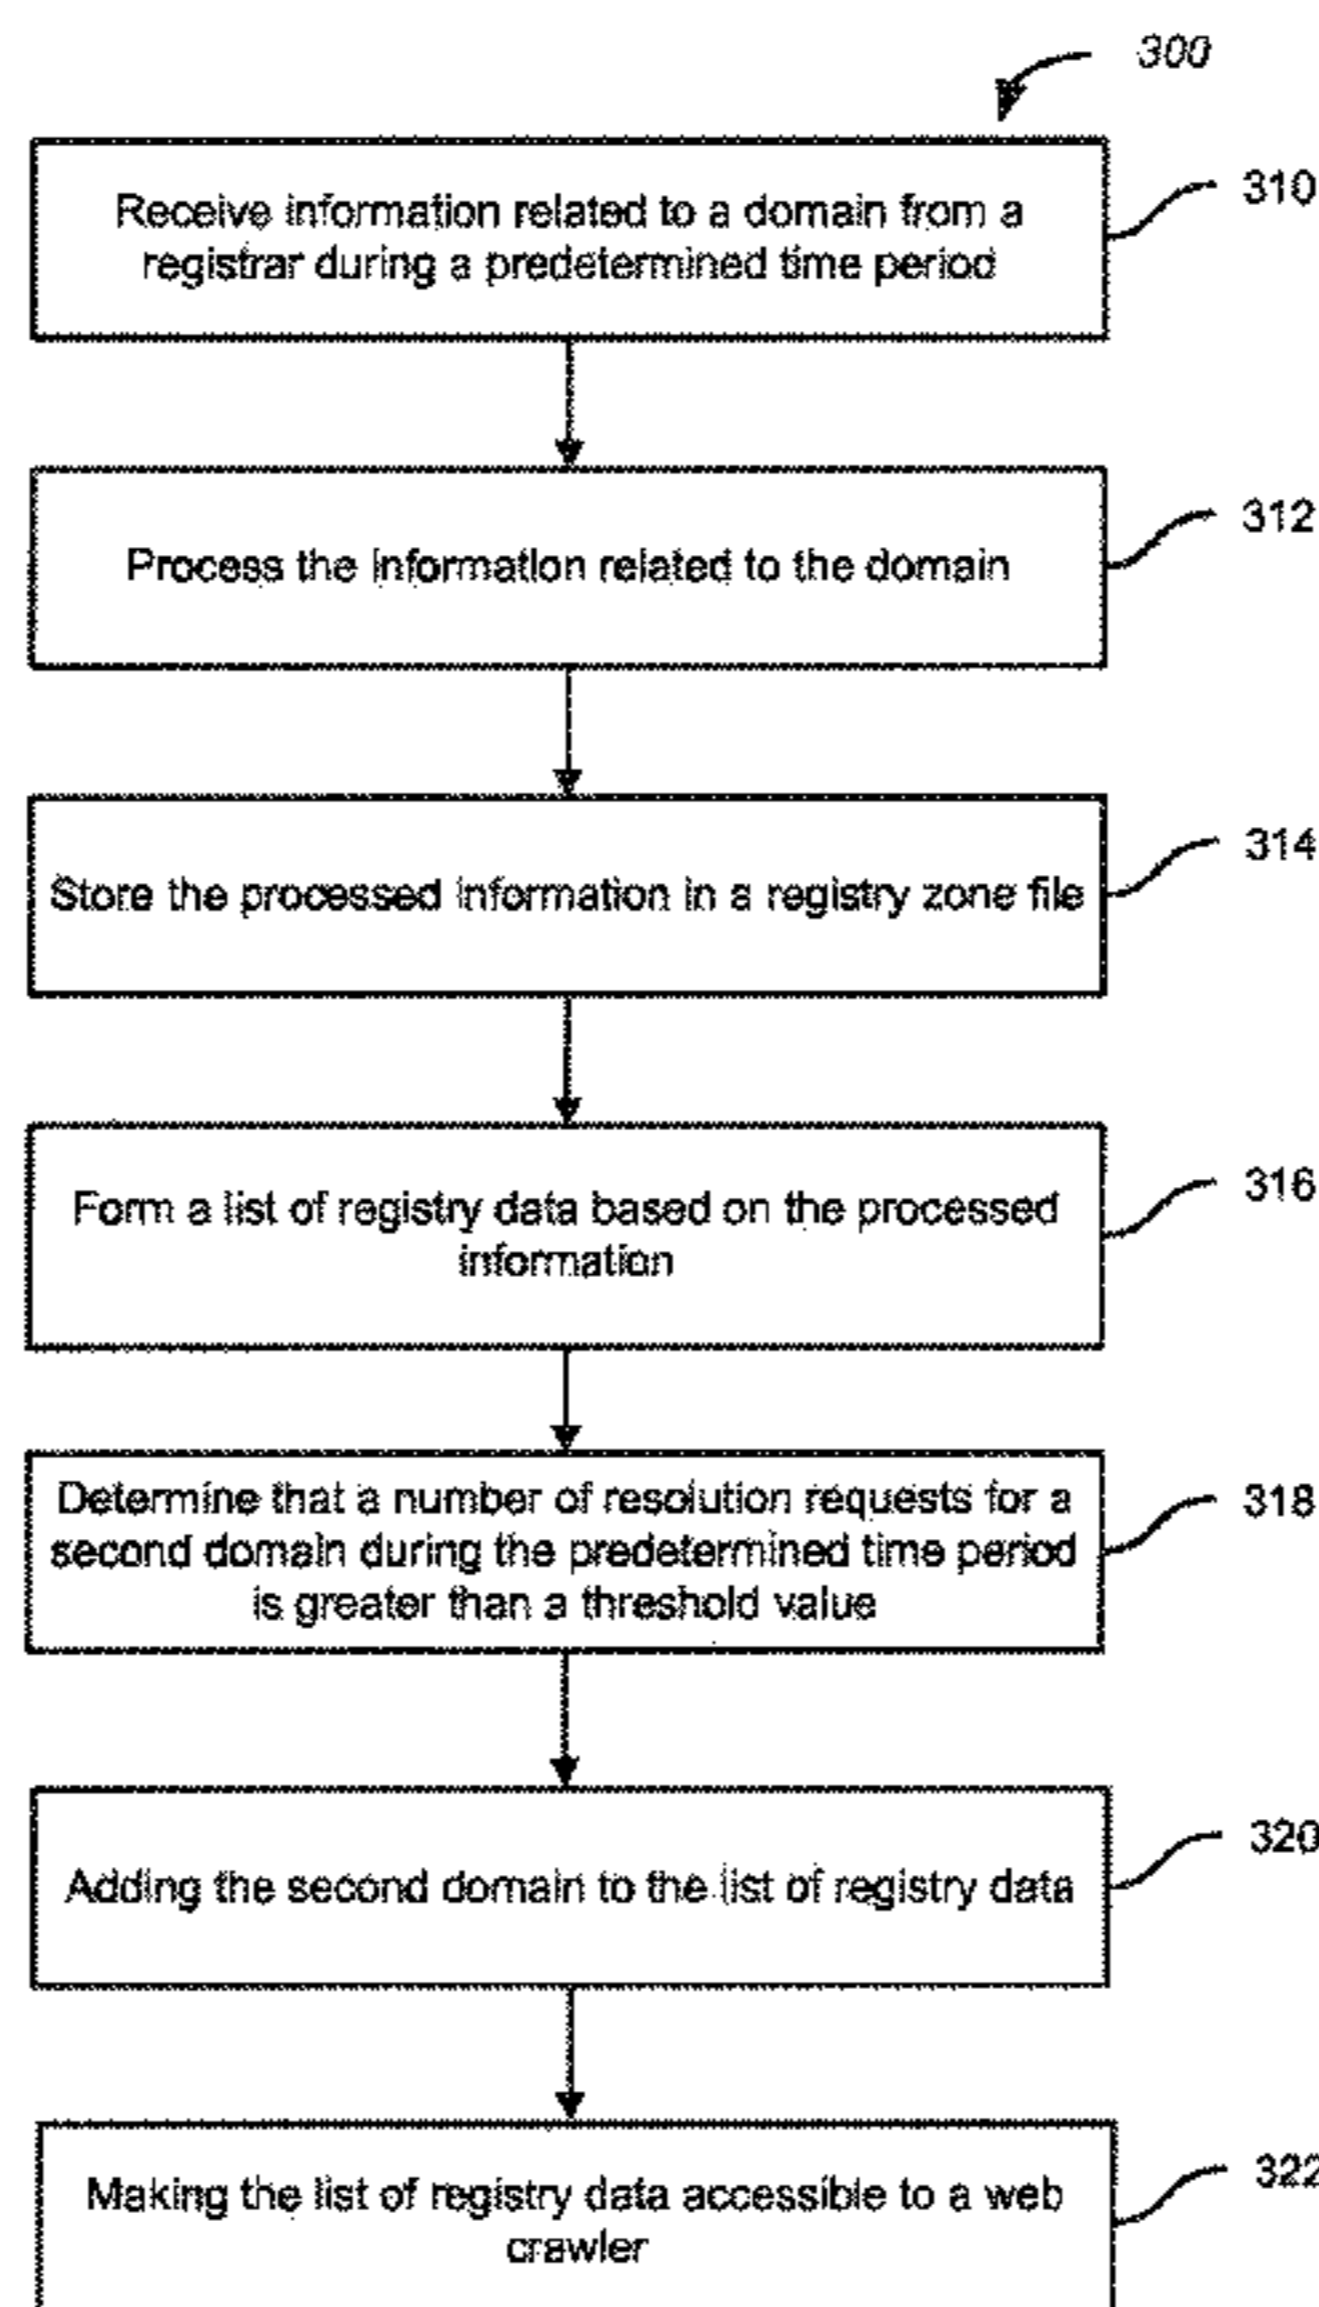 300
Receive information related to a domain from a
registrar during a predetermined time period
310
Process the information related to the domain
312
Store the processed information in a registry zone file
314
Form a list of registry data based on the processed
information
316
Determine that a number of resolution requests for a
second domain during the predetermined time period
is greater than a threshold value
318
Adding the second domain to the list of registry data
320
Making the list of registry data accessible to a web
crawler
322